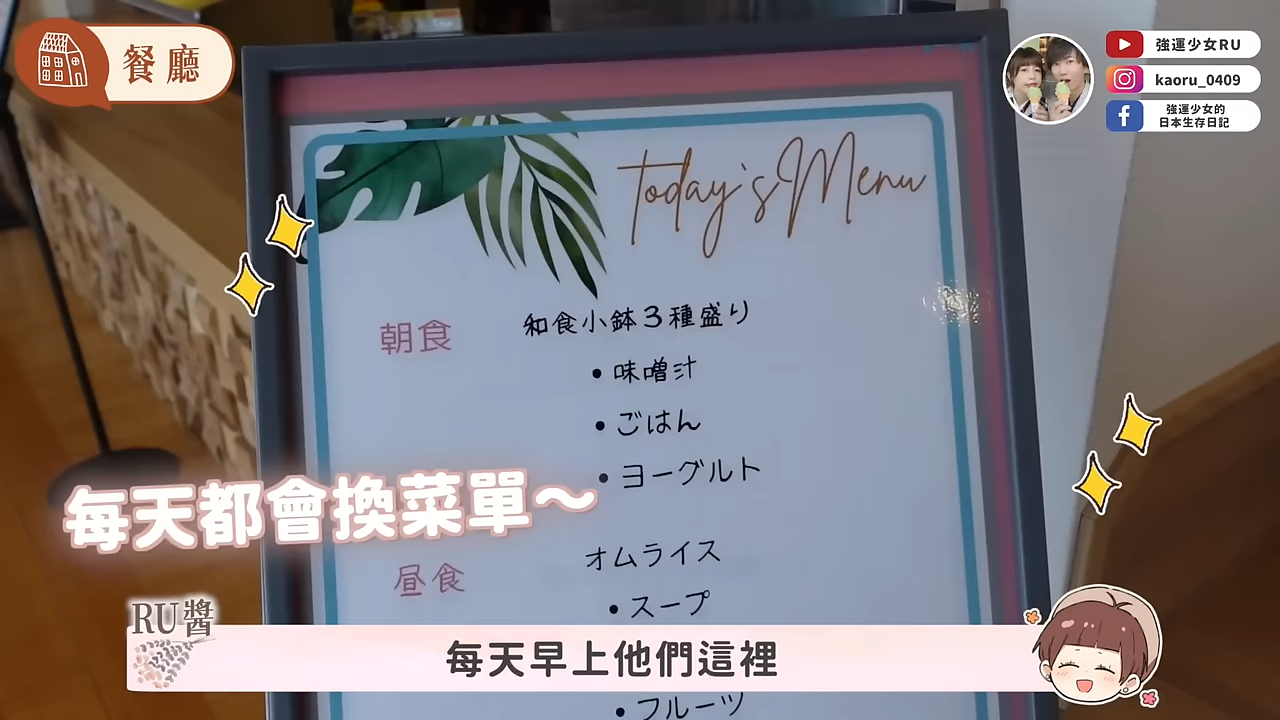 餐廳
強運少女RU
kaoru_0409
強運少女的
日本生存日記
today's Menu
朝食
和食小鉢3種盛り
• 味噌汁
• ごはん
• ヨーグルト
每天都會換菜單～
昼食
オムライス
• スープ
RU醬
每天早上他們這裡
• フルーツ